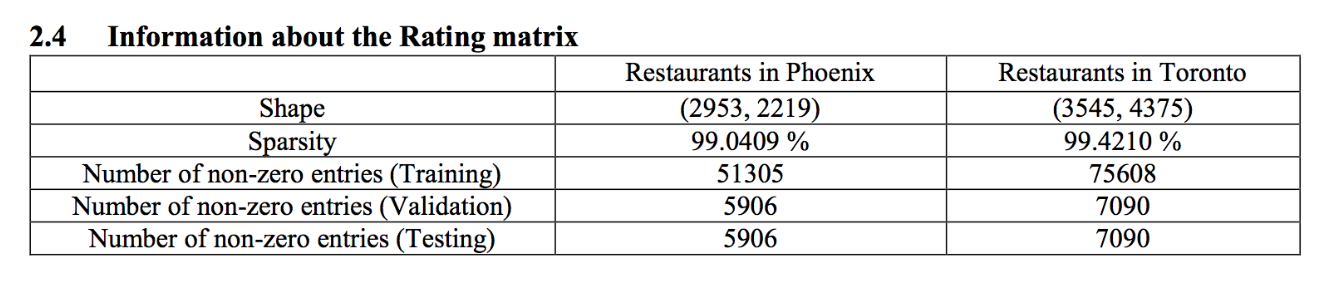 2.4 Information about the Rating matrix
Restaurants in Phoenix Restaurants in Toronto
Shape (2953, 2219) (3545, 4375)
Sparsity 99.0409 % 99.4210 %
Number of non-zero entries (Training) 51305 75608
Number of non-zero entries (Validation) 5906 7090
Number of non-zero entries (Testing) 5906 7090